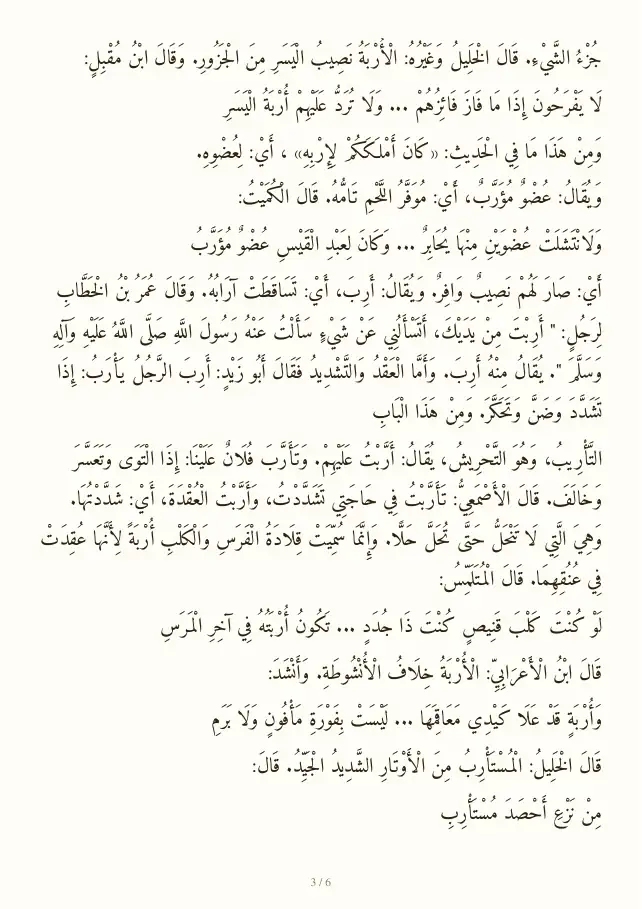 جُزْءُ الشَّيْءِ. قَالَ الْخَلِيلُ وَغَيْرُهُ: الْأُرْبَةُ نَصِيبُ الْيَسَرِ مِنَ الْجَزُورِ. وَقَالَ ابْنُ مُقْبِلٍ:
لَا يَفْرَحُونَ إِذَا مَا فَازَ فَائِزُهُمْ ... وَلَا تُرَدُّ عَلَيْهِمْ أُرْبَةُ الْيَسَرِ
وَمِنْ هَذَا مَا فِي الْحَدِيثِ: «كَانَ أَمْلَكَكُمْ لِإِرْبِهِ» ، أَيْ: لِعُضْوِهِ.
وَيُقَالُ: عُضْوٌ مُؤَرَّبٌ، أَيْ: مُوَفَّرُ اللَّحْمِ تَامُّهُ. قَالَ الْكُمَيْتُ:
وَلَانْتَشَلَتْ عُضْوَيْنِ مِنْهَا يُحَابِرُ ... وَكَانَ لِعَبْدِ الْقَيْسِ عُضْوٌ مُؤَرَّبُ
أَيْ: صَارَ لَهُمْ نَصِيبٌ وَافِرٌ. وَيُقَالُ: أَرِبَ، أَيْ: تَسَاقَطَتْ آرَابُهُ. وَقَالَ عُمَرُ بْنُ الْخَطَّابِ
لِرَجُلٍ: " أَرِبْتَ مِنْ يَدَيْكَ، أَتَسْأَلُنِي عَنْ شَيْءٍ سَأَلْتُ عَنْهُ رَسُولَ اللَّهِ صَلَّى اللَّهُ عَلَيْهِ وَآلِهِ
وَسَلَّمَ ". يُقَالُ مِنْهُ أَرِبَ. وَأَمَّا الْعَقْدُ وَالتَّشْدِيدُ فَقَالَ أَبُو زَيْدٍ: أَرِبَ الرَّجُلُ يَأْرَبُ: إِذَا
تَشَدَّدَ وَضَنَّ وَتَحَكَّرَ. وَمِنْ هَذَا الْبَابِ
التَّأْرِيبُ، وَهُوَ التَّحْرِيشُ، يُقَالُ: أَرَّبْتُ عَلَيْهِمْ. وَتَأَرَّبَ فُلَانٌ عَلَيْنَا: إِذَا الْتَوَى وَتَعَسَّرَ
وَخَالَفَ. قَالَ الْأَصْمَعِيُّ: تَأَرَّبْتُ فِي حَاجَتِي تَشَدَّدْتُ، وَأَرَّبْتُ الْعُقْدَةَ، أَيْ: شَدَّدْتُهَا.
وَهِيَ الَّتِي لَا تَنْحَلُّ حَتَّى تُحَلَّ حَلًّا. وَإِنَّمَا سُمِّيَتْ قِلَادَةُ الْفَرَسِ وَالْكَلْبِ أُرْبَةً لِأَنَّهَا عُقِدَتْ
فِي عُنُقِهِمَا. قَالَ الْمُتَلَمِّسُ:
لَوْ كُنْتَ كَلْبَ قَنِيصٍ كُنْتَ ذَا جُدَدٍ ... تَكُونُ أُرْبَتُهُ فِي آخِرِ الْمَرَسِ
قَالَ ابْنُ الْأَعْرَابِيِّ: الْأُرْبَةُ خِلَافُ الْأُنْشُوطَةِ. وَأَنْشَدَ:
وَأُرْبَةٍ قَدْ عَلَا كَيْدِي مَعَاقِمَهَا ... لَيْسَتْ بِفَوْرَةِ مَأْفُونٍ وَلَا بَرَمِ
قَالَ الْخَلِيلُ: الْمُسْتَأْرِبُ مِنَ الْأَوْتَارِ الشَّدِيدُ الْجَيِّدُ. قَالَ:
مِنْ نَزْعِ أَحْصَدَ مُسْتَأْرِبِ
3 / 6